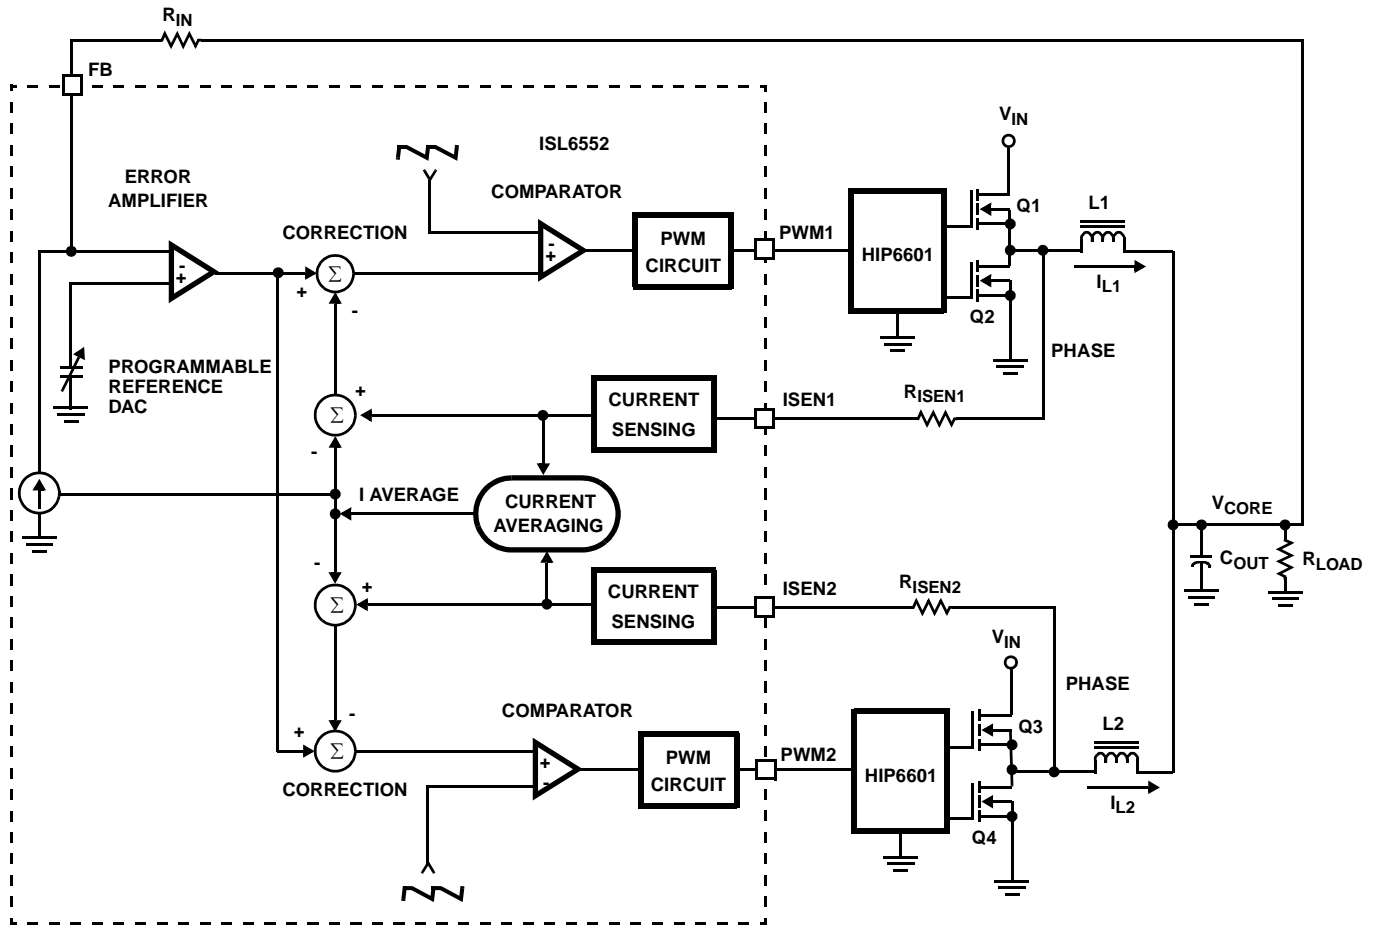 RIN
FB
ISL6552
VIN
ERROR
AMPLIFIER
COMPARATOR
CORRECTION
Q1
L1
PWM
CIRCUIT
PWM1
HIP6601
-
+
Σ
+
-
+
-
IL1
Q2
PHASE
PROGRAMMABLE
REFERENCE
DAC
+
Σ
-
CURRENT
SENSING
ISEN1
RISEN1
I AVERAGE
CURRENT
AVERAGING
VCORE
COUT
RLOAD
-
Σ
+
CURRENT
SENSING
ISEN2
RISEN2
VIN
PHASE
COMPARATOR
-
+
Σ
CORRECTION
+
-
PWM
CIRCUIT
PWM2
HIP6601
Q3
L2
IL2
Q4